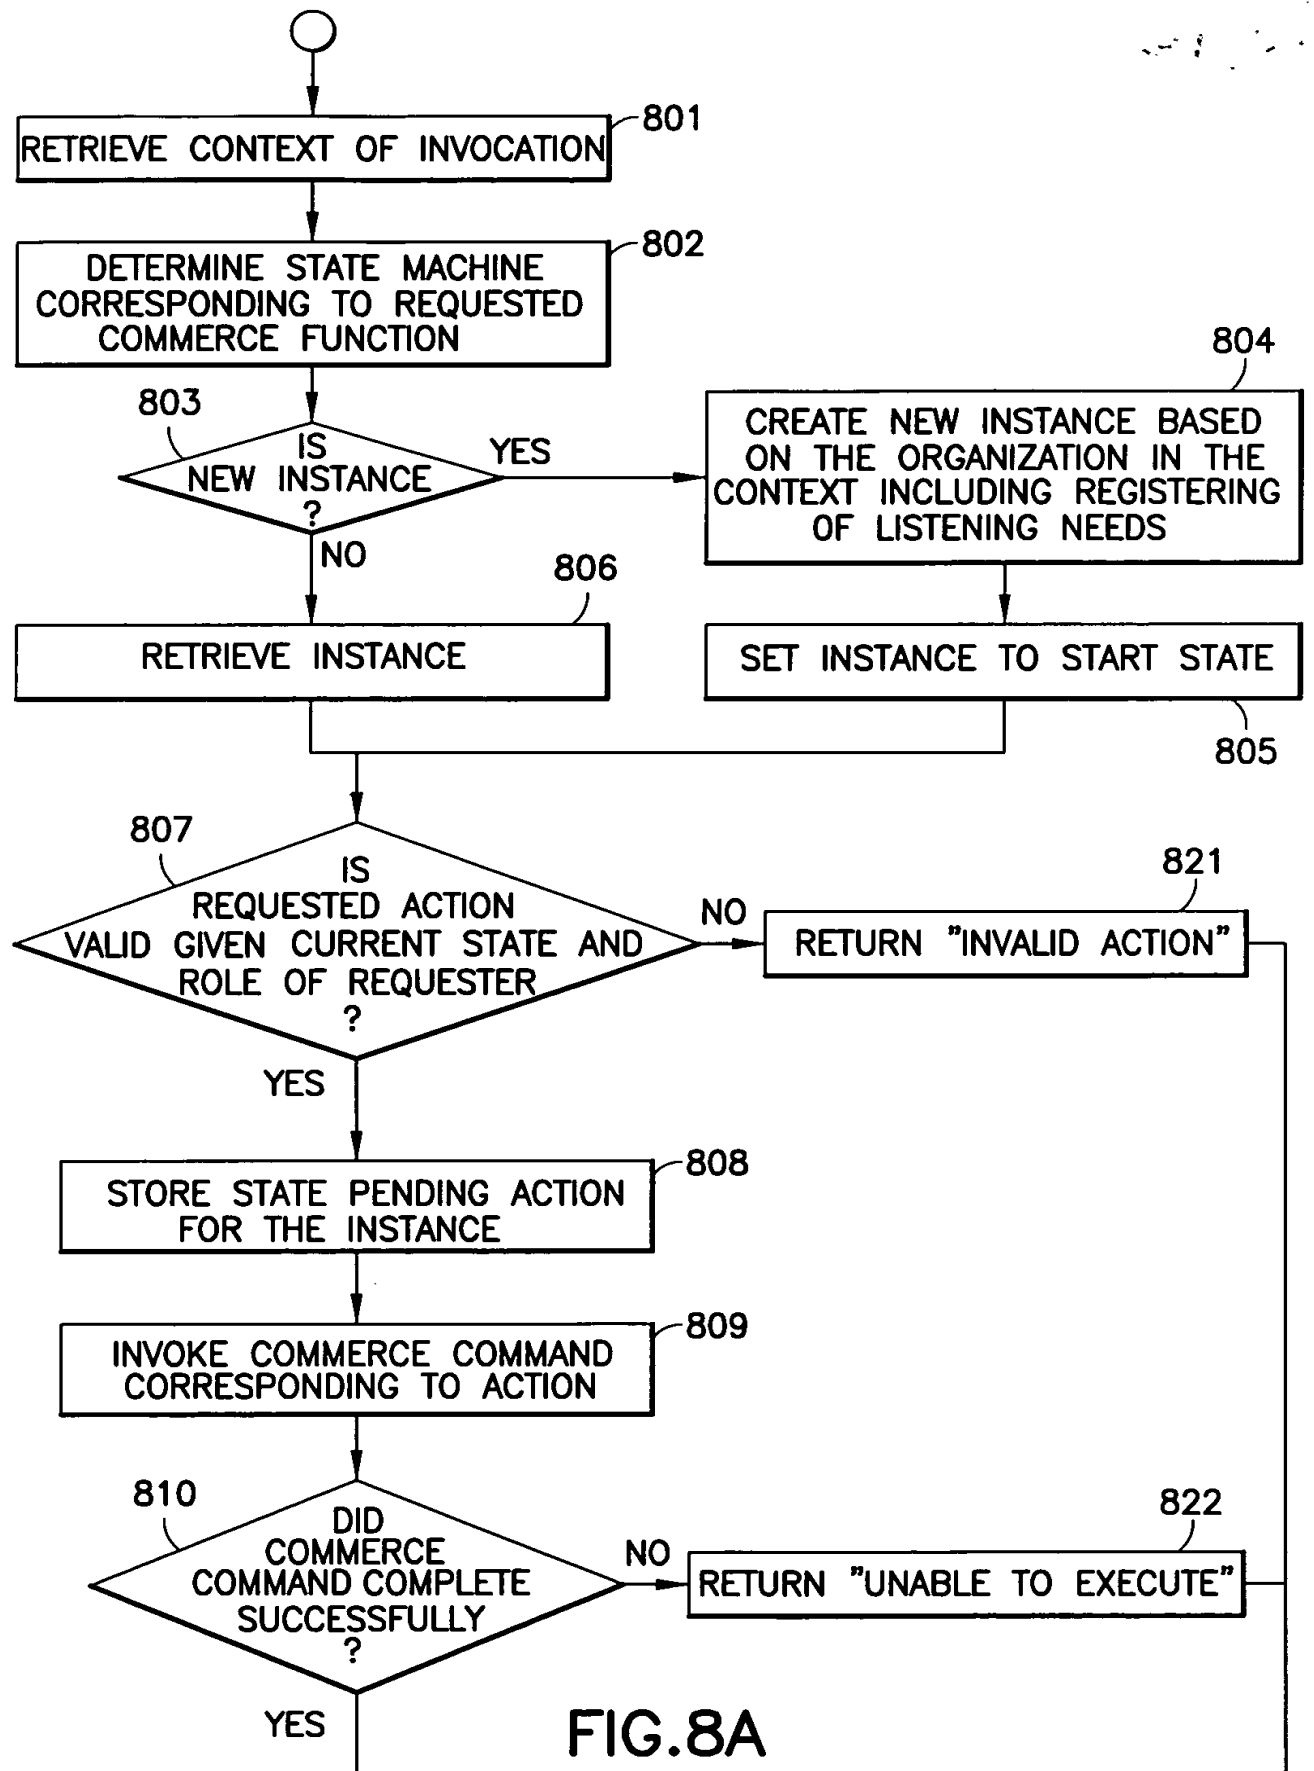 801
RETRIEVE CONTEXT OF INVOCATION
802
DETERMINE STATE MACHINE
CORRESPONDING TO REQUESTED
COMMERCE FUNCTION
803
IS
NEW INSTANCE
?
YES
NO
804
CREATE NEW INSTANCE BASED
ON THE ORGANIZATION IN THE
CONTEXT INCLUDING REGISTERING
OF LISTENING NEEDS
806
RETRIEVE INSTANCE
SET INSTANCE TO START STATE
805
807
IS
REQUESTED ACTION
VALID GIVEN CURRENT STATE AND
ROLE OF REQUESTER
?
NO
821
RETURN "INVALID ACTION"
YES
808
STORE STATE PENDING ACTION
FOR THE INSTANCE
809
INVOKE COMMERCE COMMAND
CORRESPONDING TO ACTION
810
DID
COMMERCE
COMMAND COMPLETE
SUCCESSFULLY
?
NO
822
RETURN "UNABLE TO EXECUTE"
YES
FIG.8A